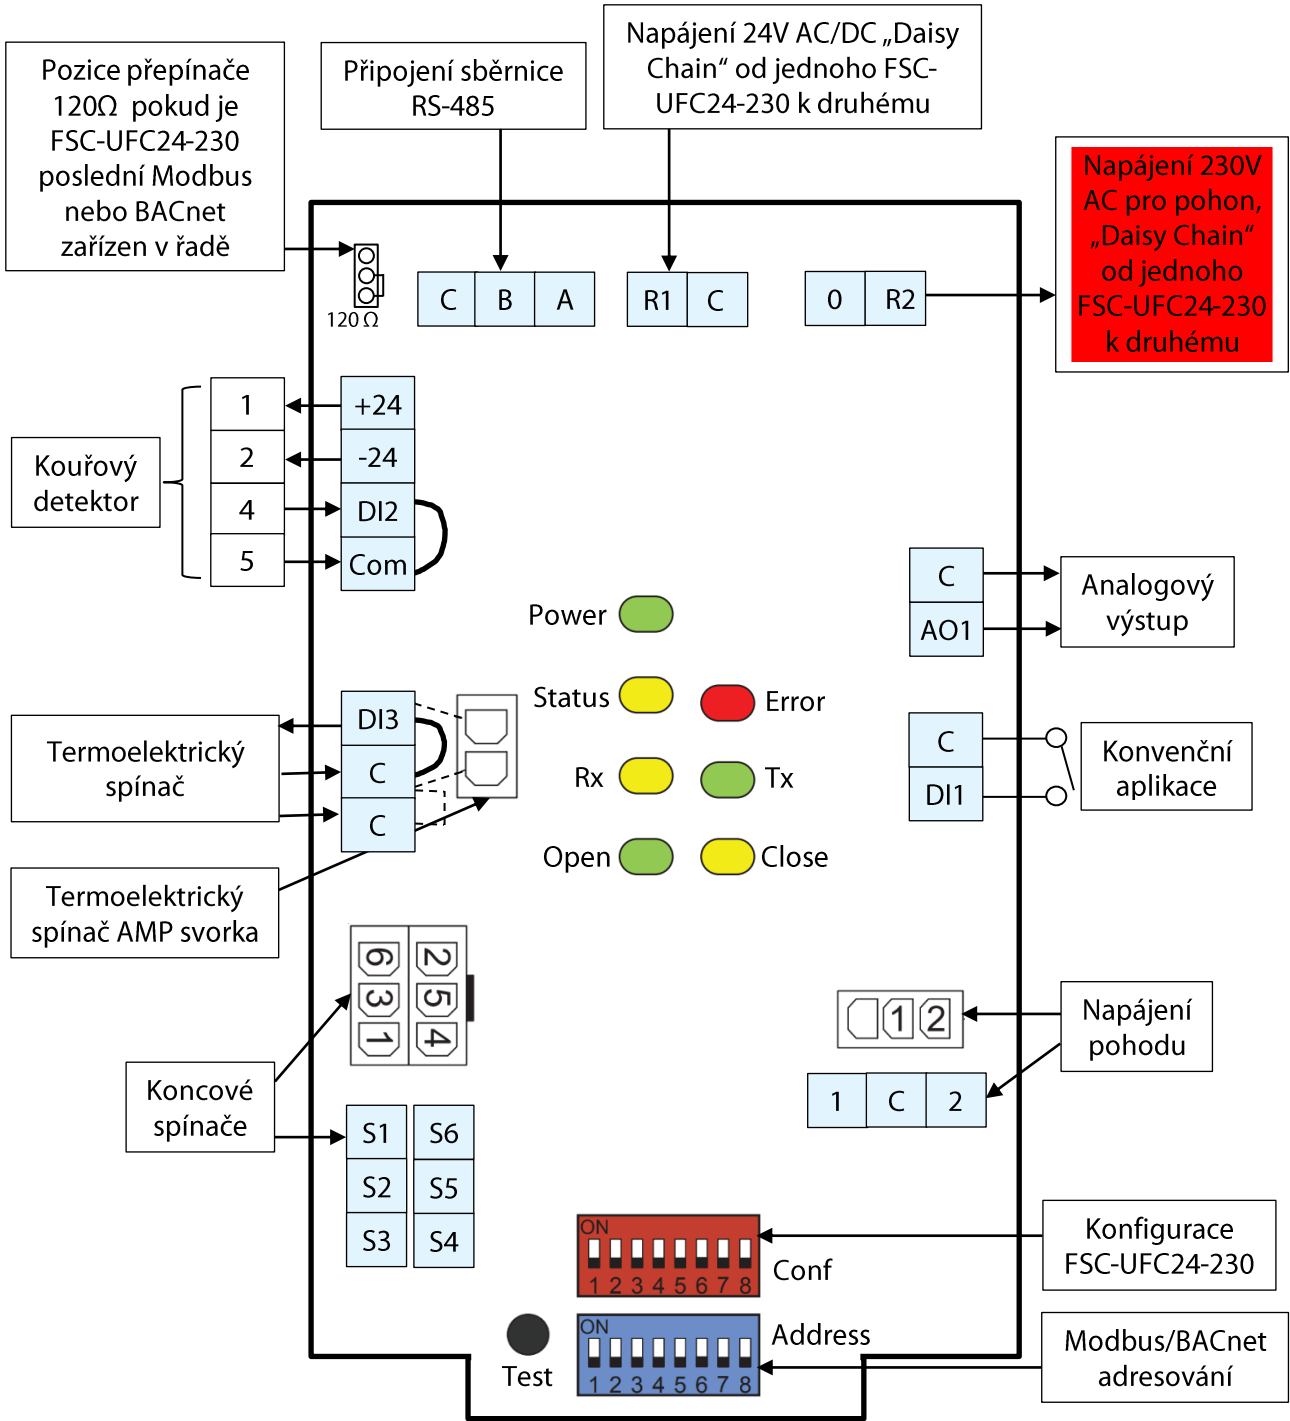 Pozice přepínače
120Ω pokud je
FSC-UFC24-230
poslední Modbus
nebo BACnet
zařízen v řadě
Připojení sběrnice
RS-485
Napájení 24V AC/DC „Daisy
Chain“ od jednoho FSC-
UFC24-230 k druhému
Napájení 230V
AC pro pohon,
„Daisy Chain“
od jednoho
FSC-UFC24-230
k druhému
120 Ω
C B A
R1 C
0 R2
Kouřový
detektor
1 +24
2 -24
4 DI2
5 Com
C
AO1
Analogový
výstup
Power
Status
Error
Rx
Tx
Open
Close
Termoelektrický
spínač
DI3
C
C
C
DI1
Konvenční
aplikace
Termoelektrický
spínač AMP svorka
6 2
3 5
1 4
Koncové
spínače
S1 S6
S2 S5
S3 S4
1 2
Napájení
pohodu
1 C 2
ON
1 2 3 4 5 6 7 8
Conf
Konfigurace
FSC-UFC24-230
ON
1 2 3 4 5 6 7 8
Address
Modbus/BACnet
adresování
Test